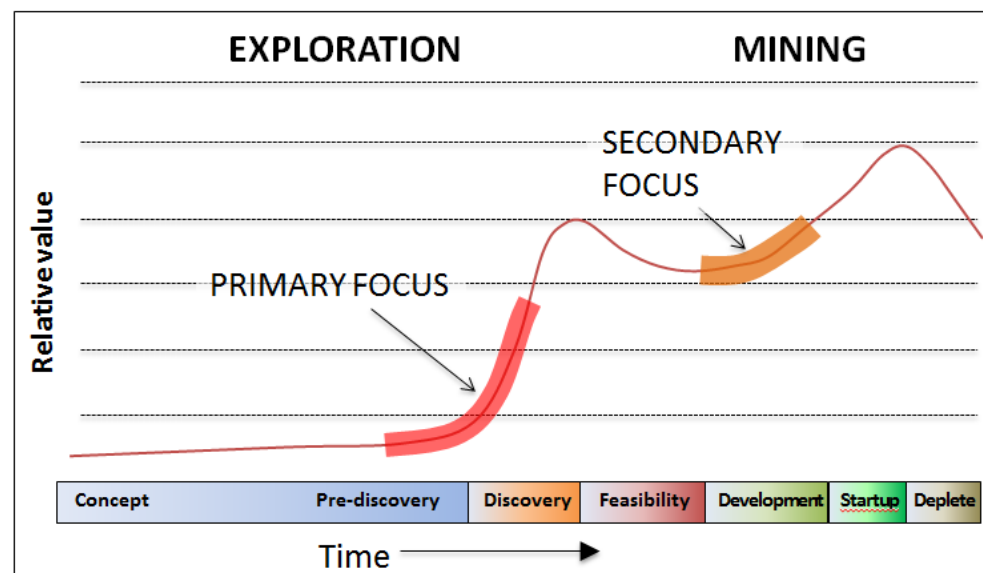 EXPLORATION
MINING
SECONDARY
FOCUS
PRIMARY FOCUS
Relative value
Concept
Pre-discovery
Discovery
Feasibility
Development
Startup
Deplete
Time